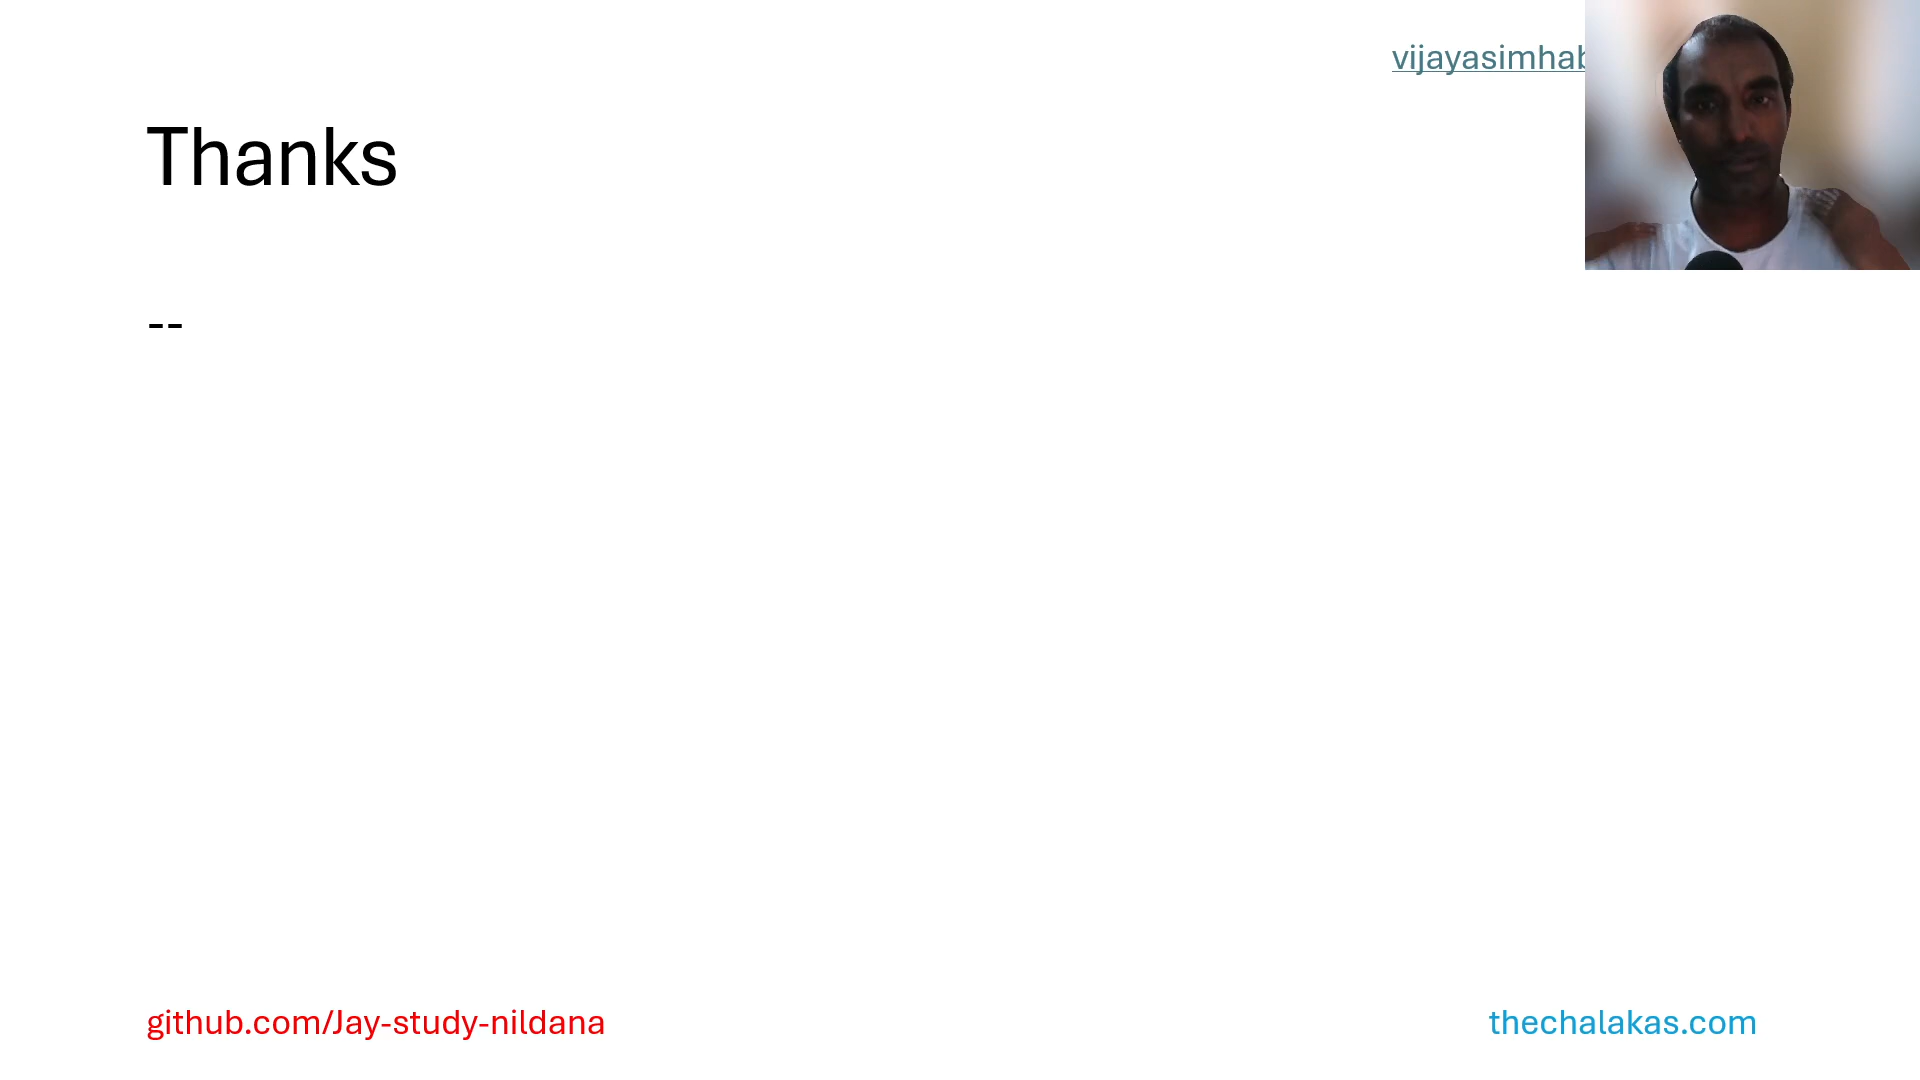 vijayasimhab
Thanks
--
github.com/Jay-study-nildana
thechalakas.com